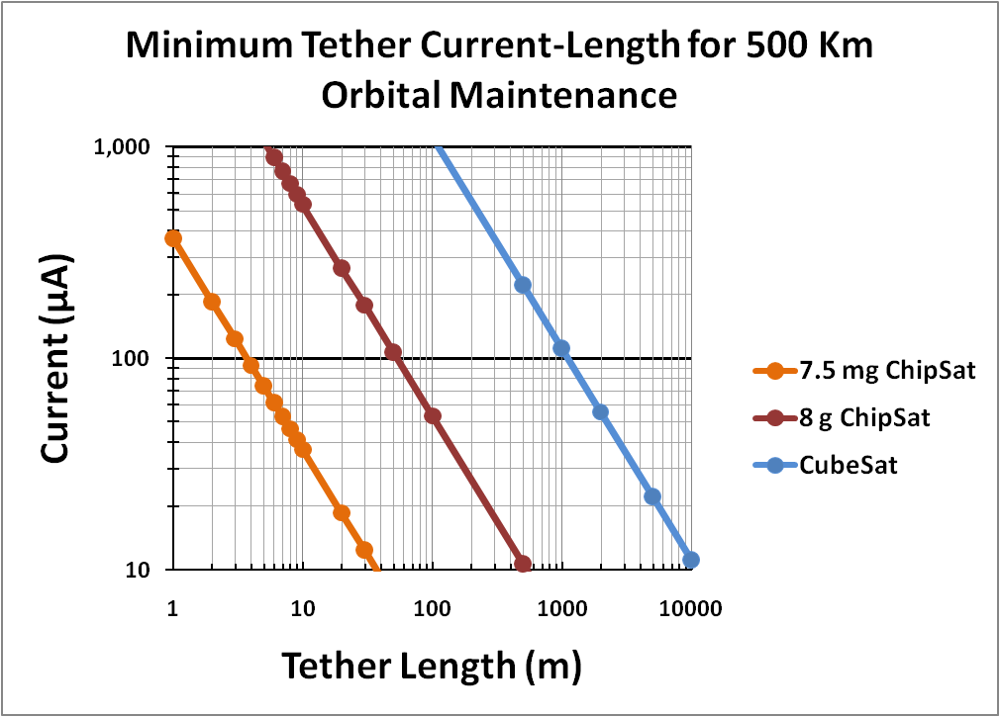 Minimum Tether Current-Length for 500 Km
Orbital Maintenance
Current (µA)
1,000
100
10
1 10 100 1000 10000
Tether Length (m)
7.5 mg ChipSat
8 g ChipSat
CubeSat